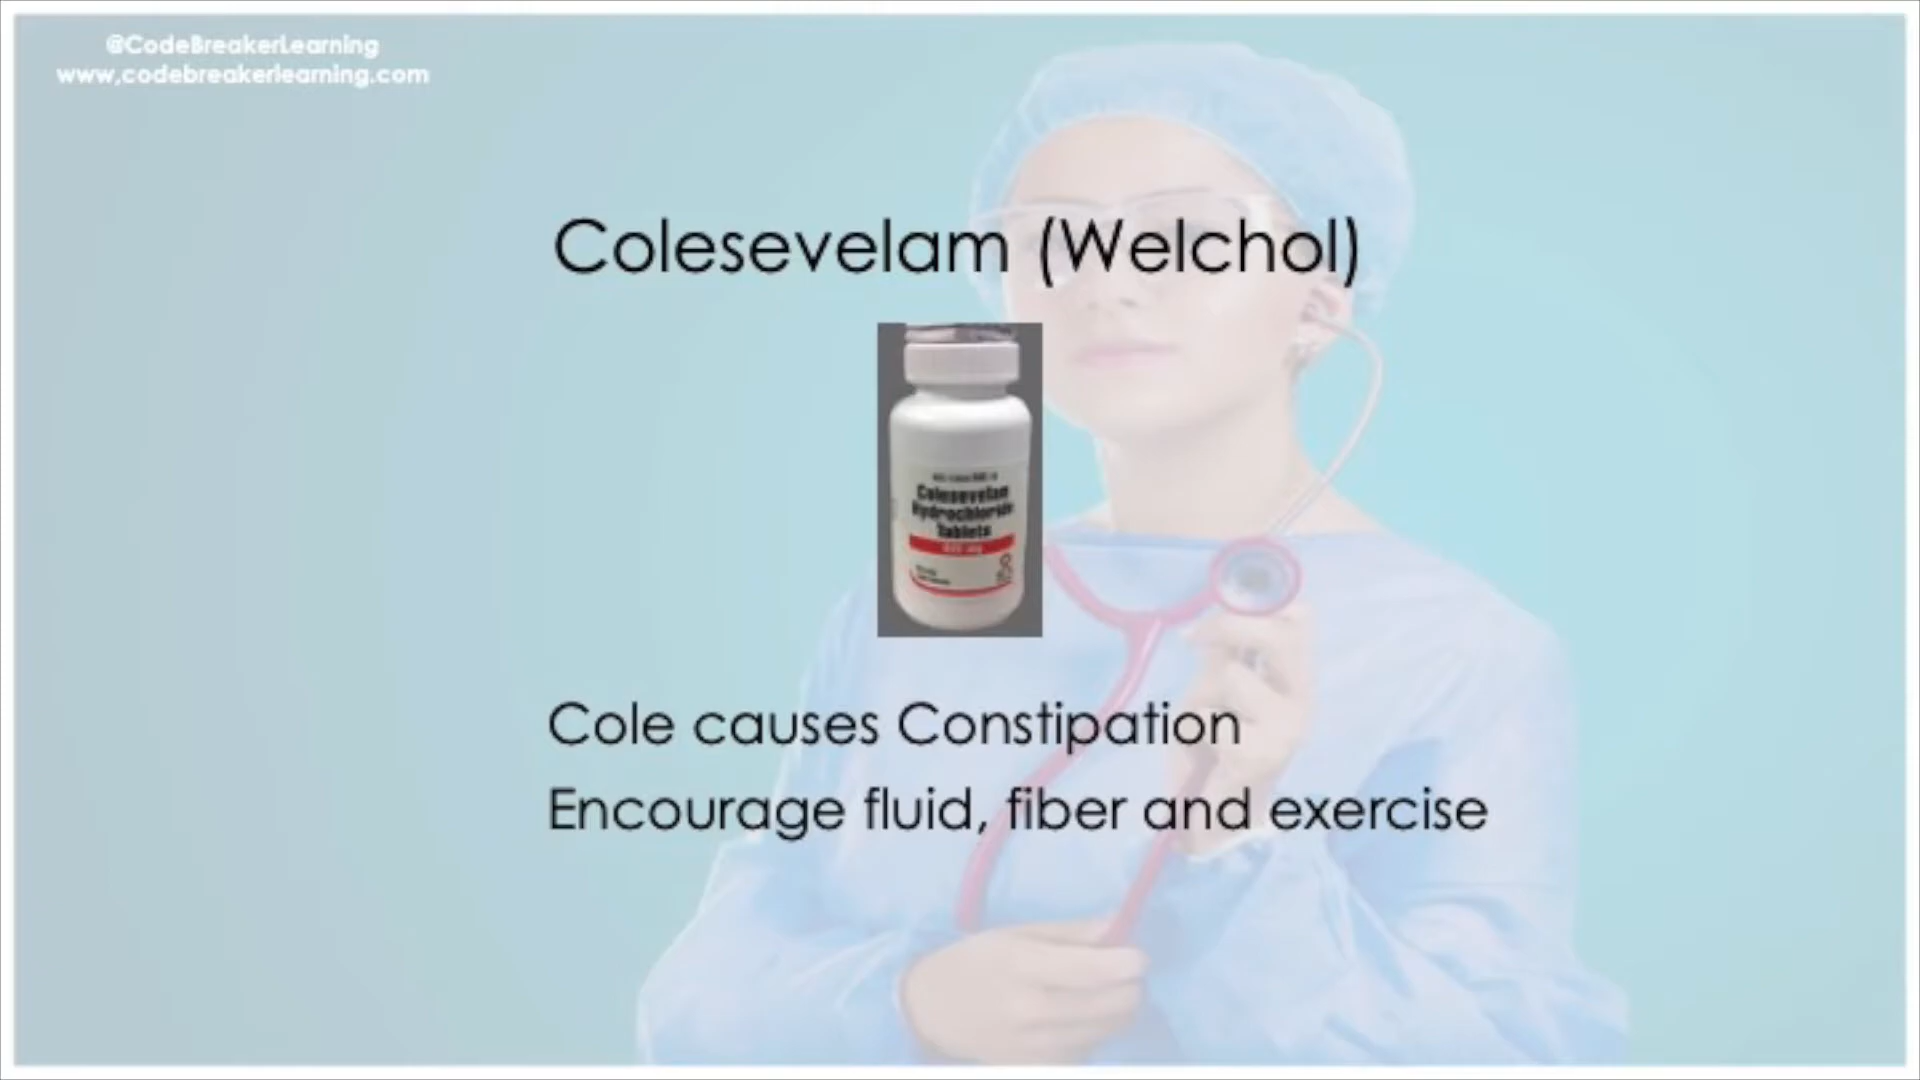 @CodeBreakerLearning
www.codebreakerlearning.com
Colesevelam (Welchol)
Colesevelam
Hydrochloride
Tablets
Cole causes Constipation
Encourage fluid, fiber and exercise